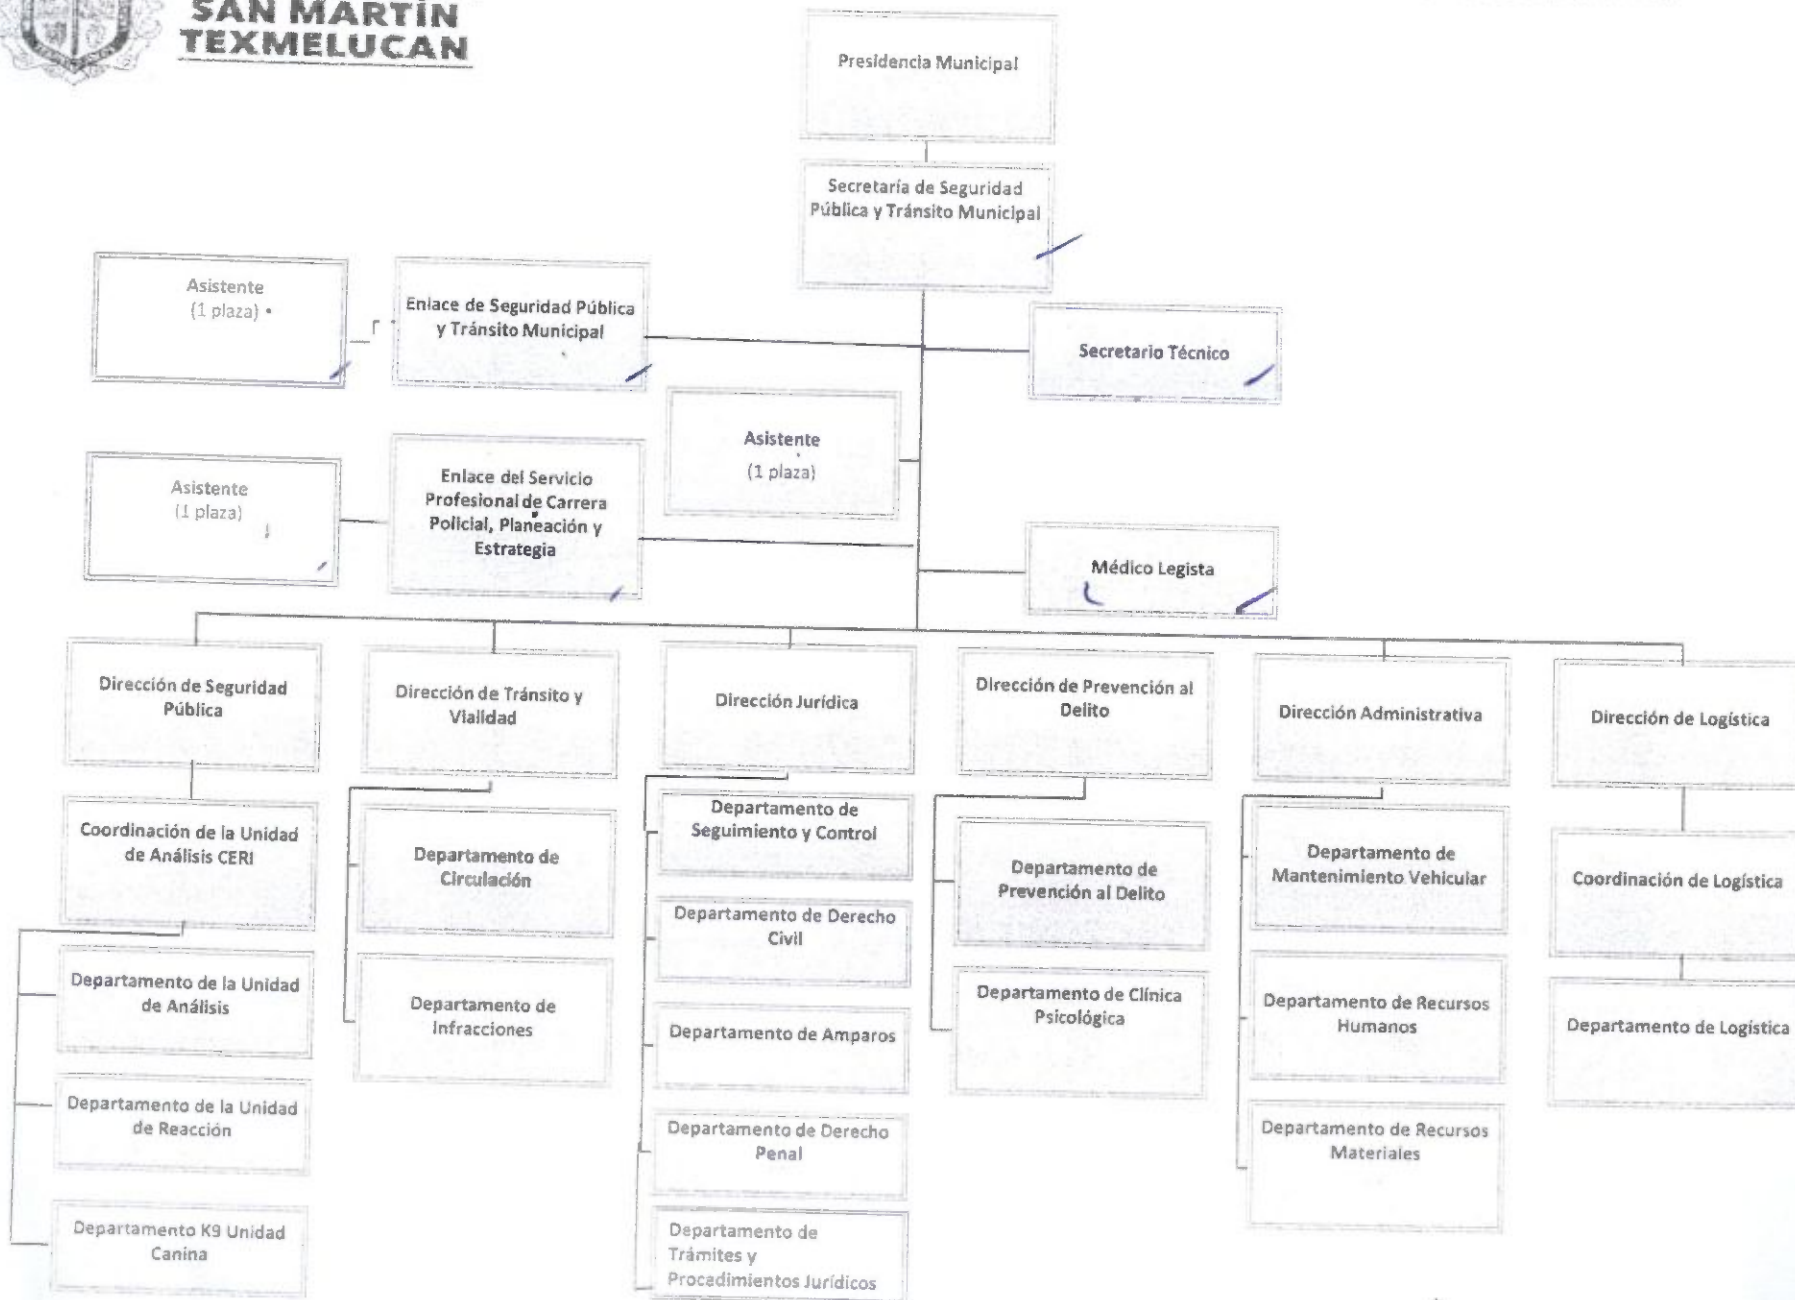 SAN MARTÍN
TEXMELUCAN
Presidencia Municipal
Secretaría de Seguridad
Pública y Tránsito Municipal
Asistente
(1 plaza)
Enlace de Seguridad Pública
y Tránsito Municipal
Secretario Técnico
Asistente
(1 plaza)
Asistente
(1 plaza)
Enlace del Servicio
Profesional de Carrera
Policial, Planeación y
Estrategia
Médico Legista
Dirección de Seguridad
Pública
Dirección de Tránsito y
Vialidad
Dirección Jurídica
Dirección de Prevención al
Delito
Dirección Administrativa
Dirección de Logística
Coordinación de la Unidad
de Análisis CERI
Departamento de la Unidad
de Análisis
Departamento de la Unidad
de Reacción
Departamento K9 Unidad
Canina
Departamento de
Circulación
Departamento de
Infracciones
Departamento de
Seguimiento y Control
Departamento de Derecho
Civil
Departamento de Amparos
Departamento de Derecho
Penal
Departamento de
Trámites y
Procedimientos Jurídicos
Departamento de
Prevención al Delito
Departamento de Clínica
Psicológica
Departamento de
Mantenimiento Vehicular
Departamento de Recursos
Humanos
Departamento de Recursos
Materiales
Coordinación de Logística
Departamento de Logística